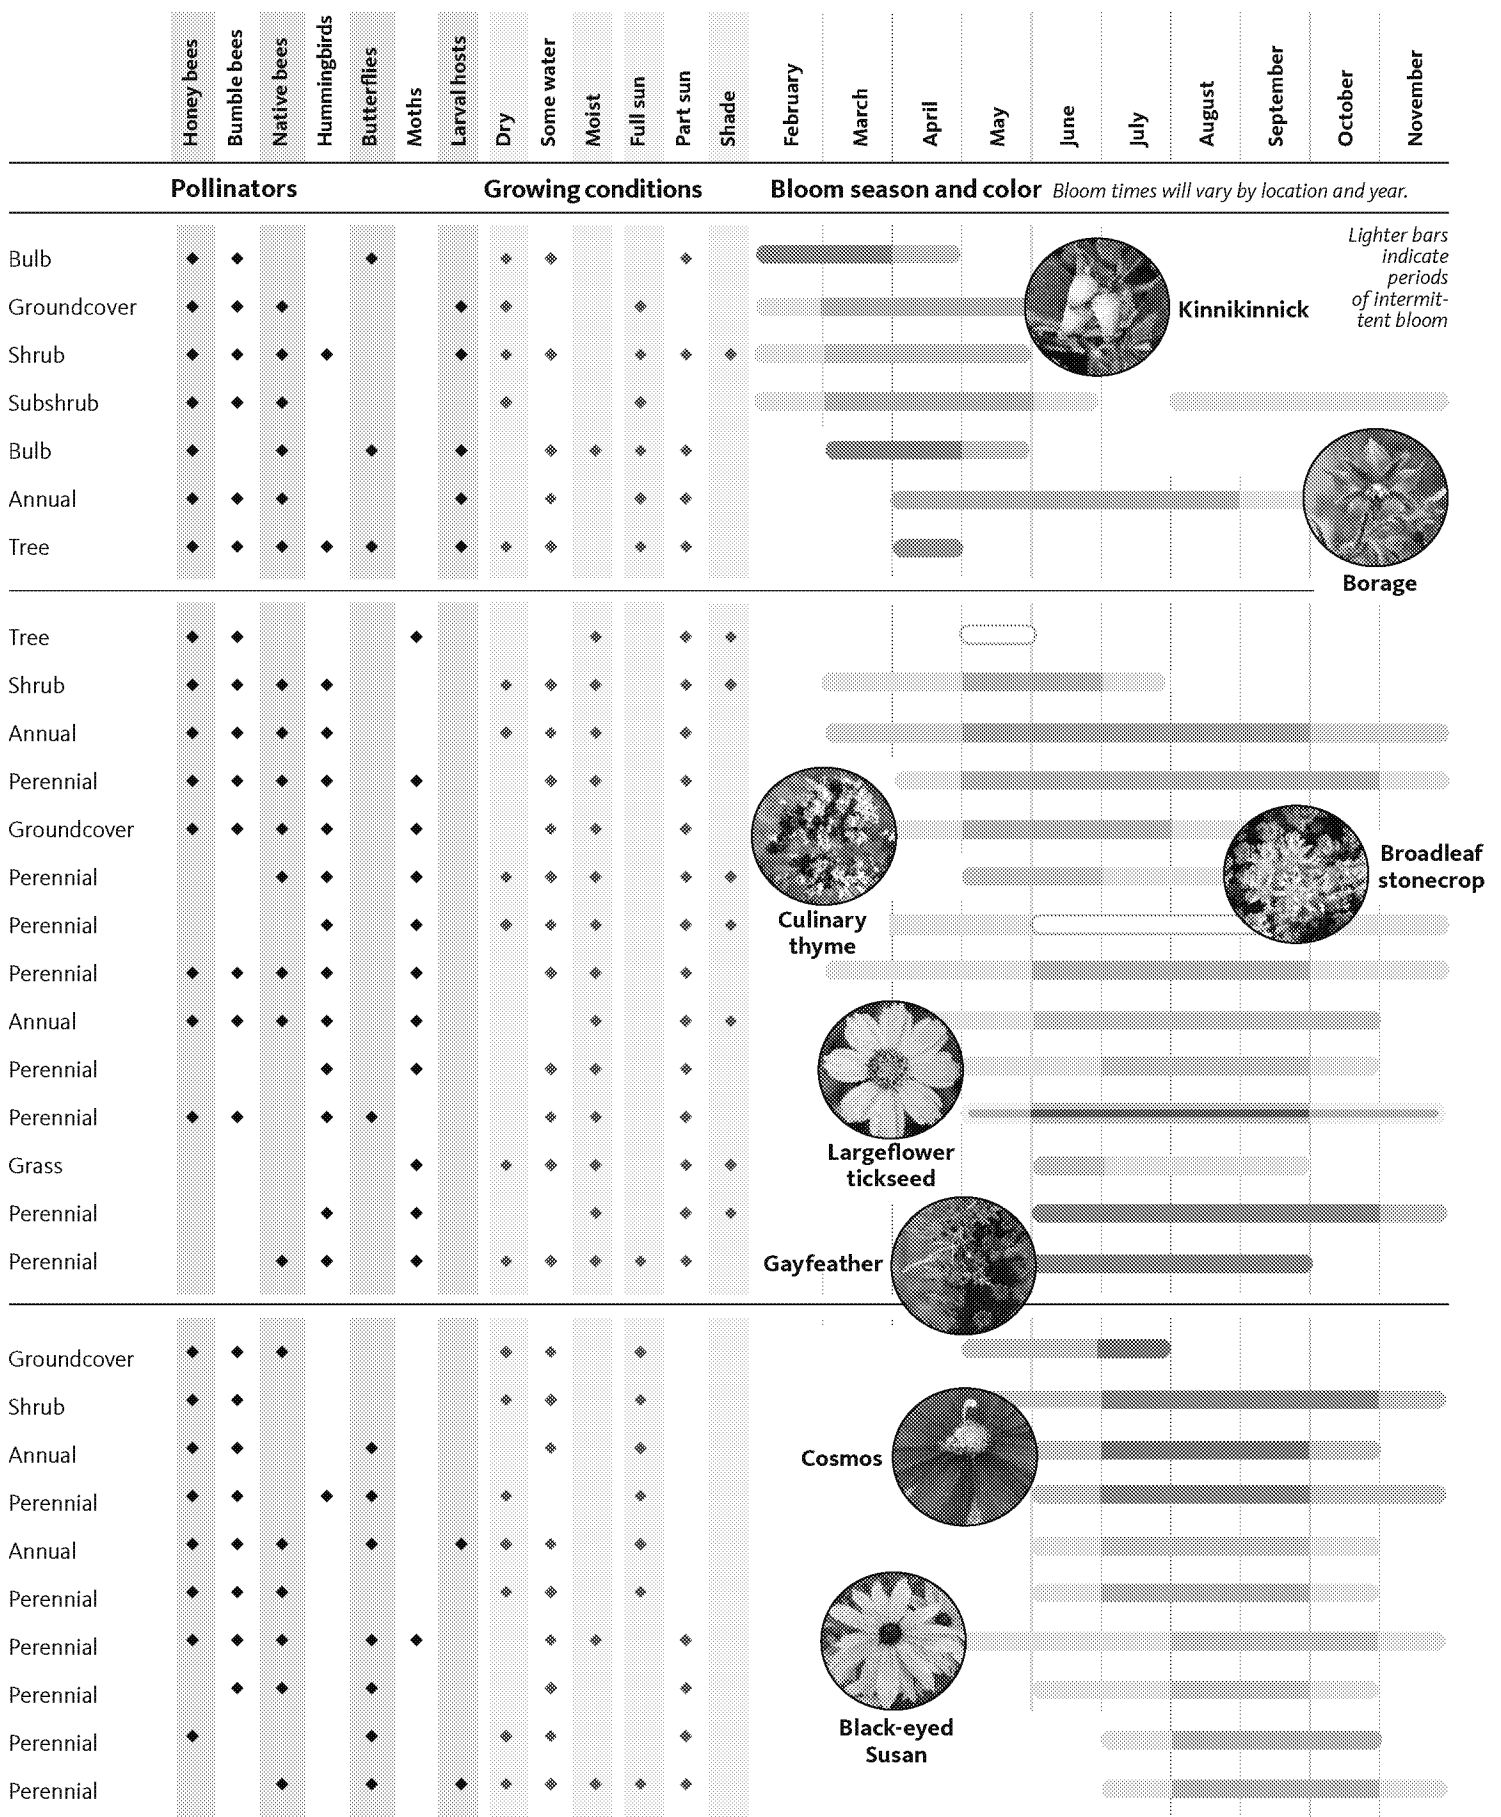 Honey bees
Bumble bees
Native bees
Hummingbirds
Butterflies
Moths
Larval hosts
Dry
Some water
Moist
Full sun
Part sun
Shade
February
March
April
May
June
July
August
September
October
November
Pollinators
Growing conditions
Bloom season and color Bloom times will vary by location and year.
Lighter bars
indicate
periods
of intermit-
tent bloom
Bulb
Groundcover
Kinnikinnick
Shrub
Subshrub
Bulb
Annual
Tree
Borage
Tree
Shrub
Annual
Perennial
Groundcover
Broadleaf
stonecrop
Perennial
Culinary
thyme
Perennial
Perennial
Annual
Perennial
Perennial
Largeflower
tickseed
Grass
Perennial
Perennial
Gayfeather
Groundcover
Shrub
Annual
Cosmos
Perennial
Annual
Perennial
Perennial
Perennial
Black-eyed
Susan
Perennial
Perennial